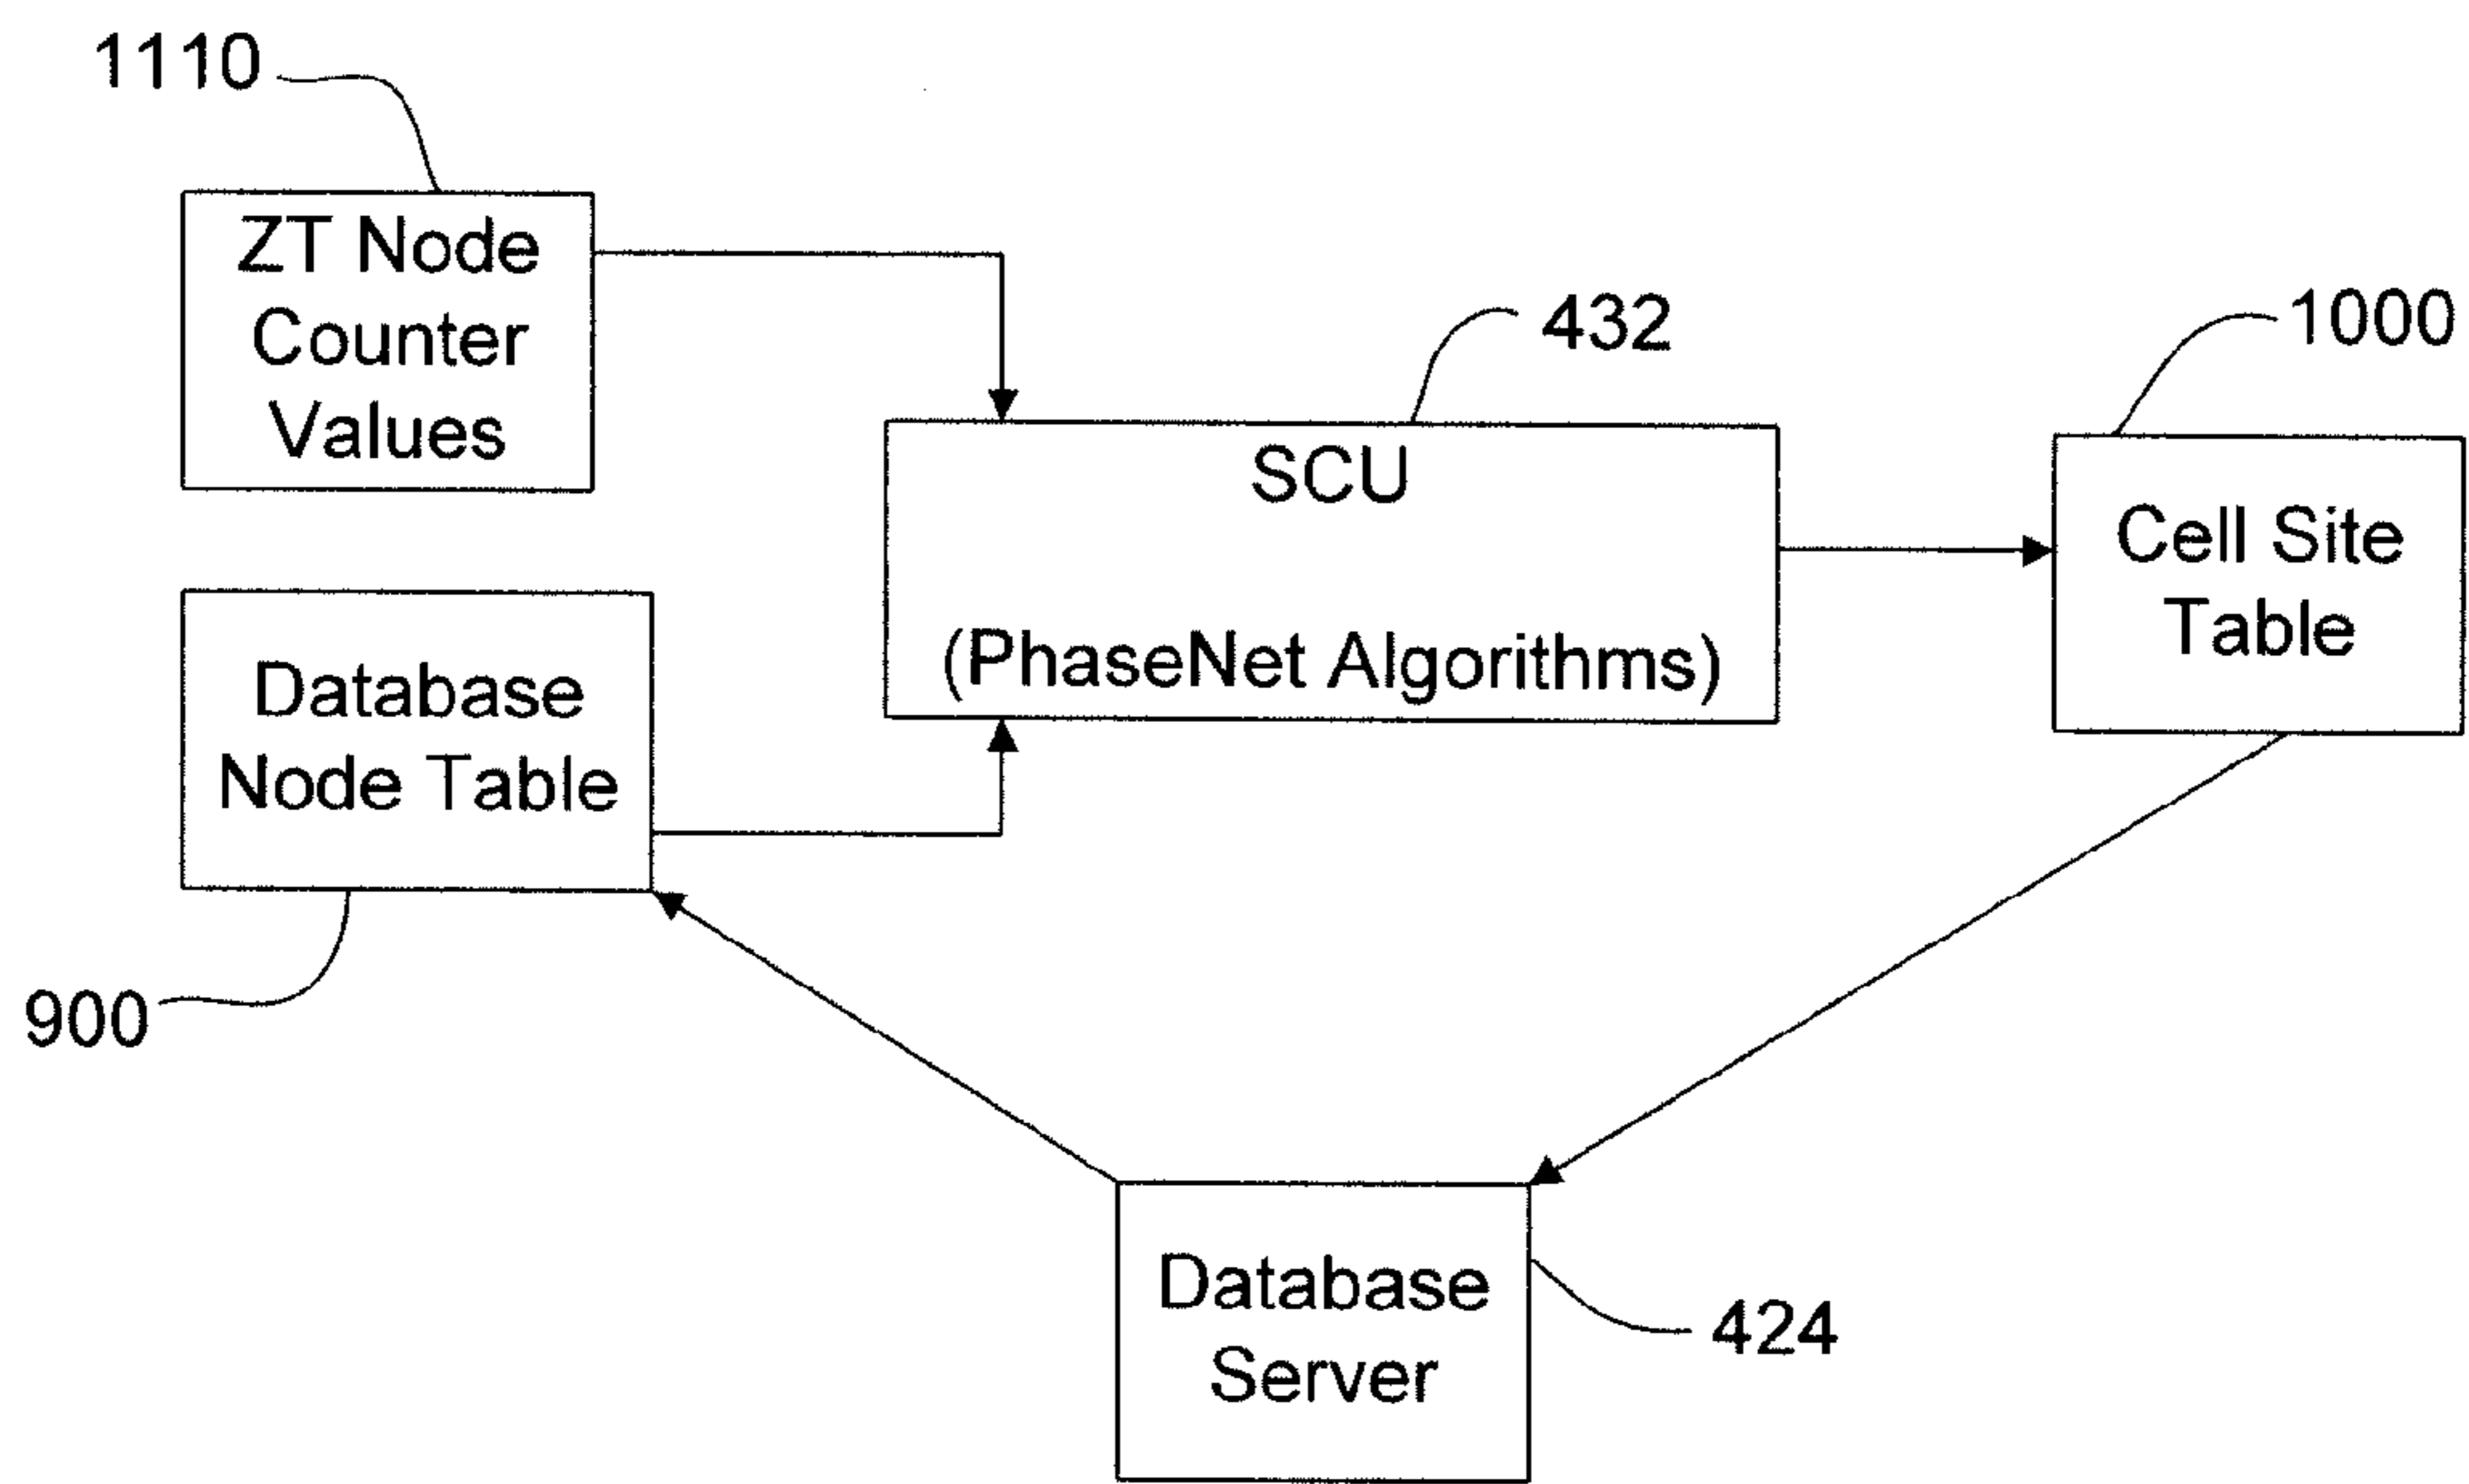 1110
ZT Node
Counter
Values
432
SCU
(PhaseNet Algorithms)
1000
Cell Site
Table
Database
Node Table
900
Database
Server
424